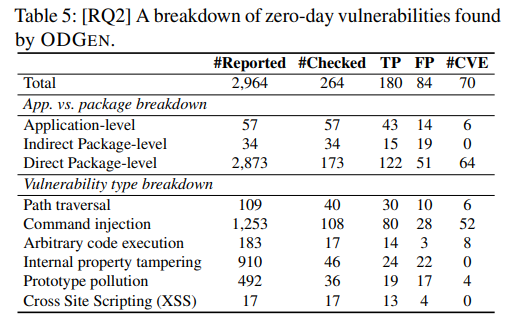 Table 5: [RQ2] A breakdown of zero-day vulnerabilities found
by ODGEN.
#Reported #Checked TP FP #CVE
Total 2,964 264 180 84 70
App. vs. package breakdown
Application-level 57 57 43 14 6
Indirect Package-level 34 34 15 19 0
Direct Package-level 2,873 173 122 51 64
Vulnerability type breakdown
Path traversal 109 40 30 10 6
Command injection 1,253 108 80 28 52
Arbitrary code execution 183 17 14 3 8
Internal property tampering 910 46 24 22 0
Prototype pollution 492 36 19 17 4
Cross Site Scripting (XSS) 17 17 13 4 0